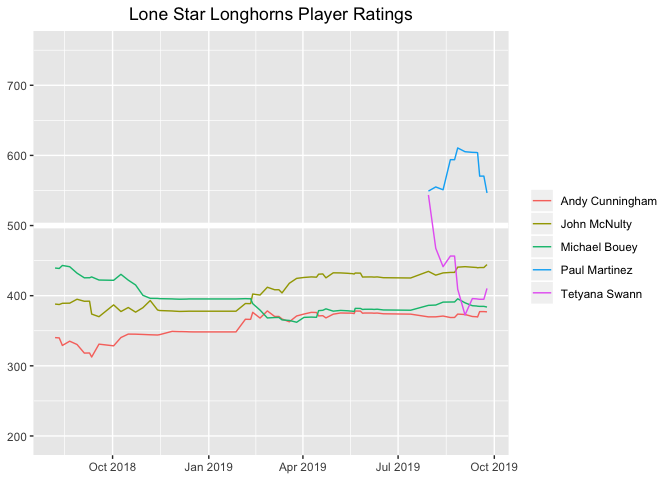 Lone Star Longhorns Player Ratings
700
600
500
400
300
200
Oct 2018
Jan 2019
Apr 2019
Jul 2019
Oct 2019
Andy Cunningham
John McNulty
Michael Bouey
Paul Martinez
Tetyana Swann